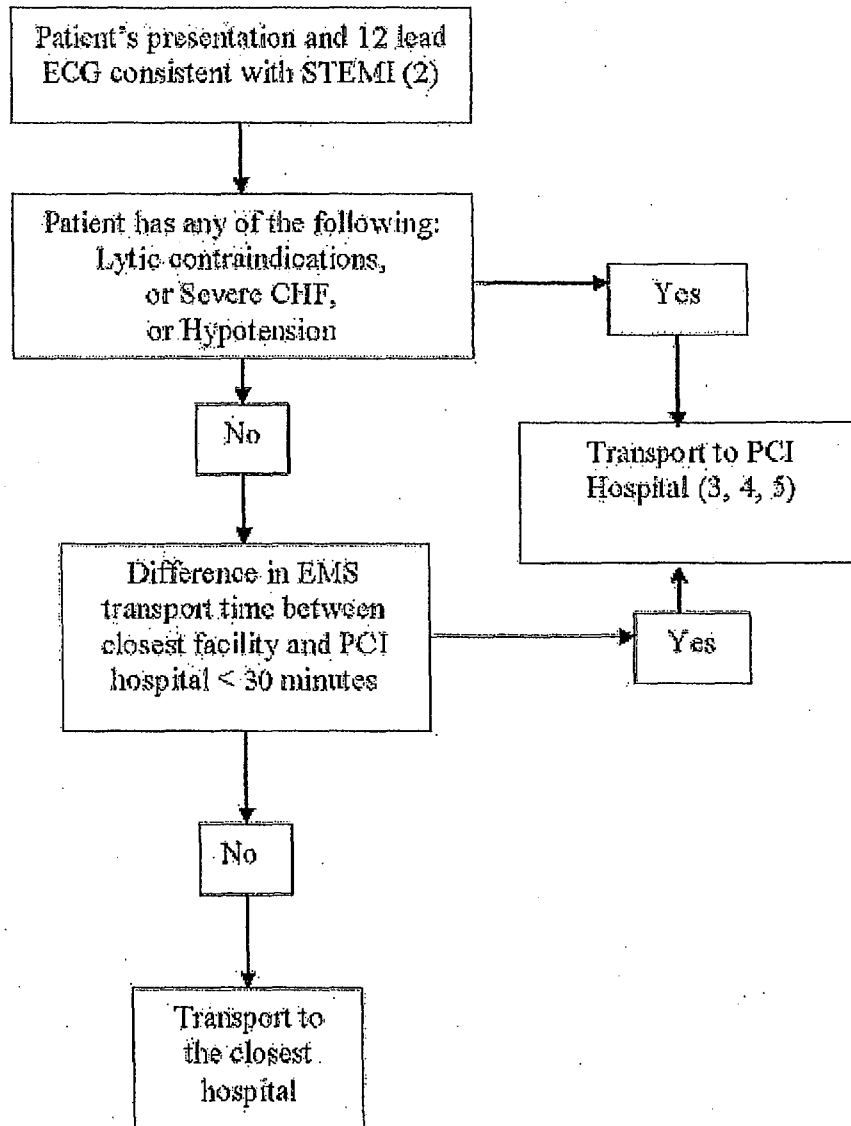 Patient's presentation and 12 lead
ECG consistent with STEMI (2)
Patient has any of the following:
Lytic contraindications,
or Severe CHF,
or Hypotension
Yes
No
Transport to PCI
Hospital (3, 4, 5)
Difference in EMS
transport time between
closest facility and PCI
hospital < 30 minutes
Yes
No
Transport to
the closest
hospital